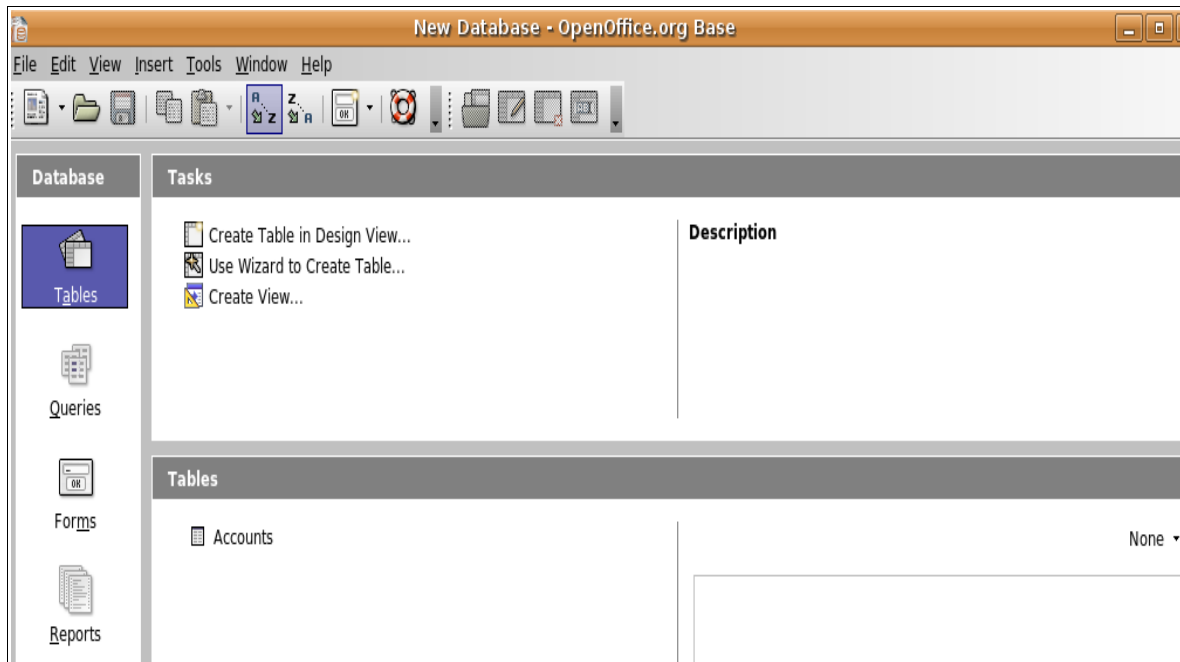 New Database - OpenOffice.org Base
File Edit View Insert Tools Window Help
Database
Tasks
Tables
Create Table in Design View...
Use Wizard to Create Table...
Create View...
Description
Queries
Forms
Reports
Tables
Accounts
None